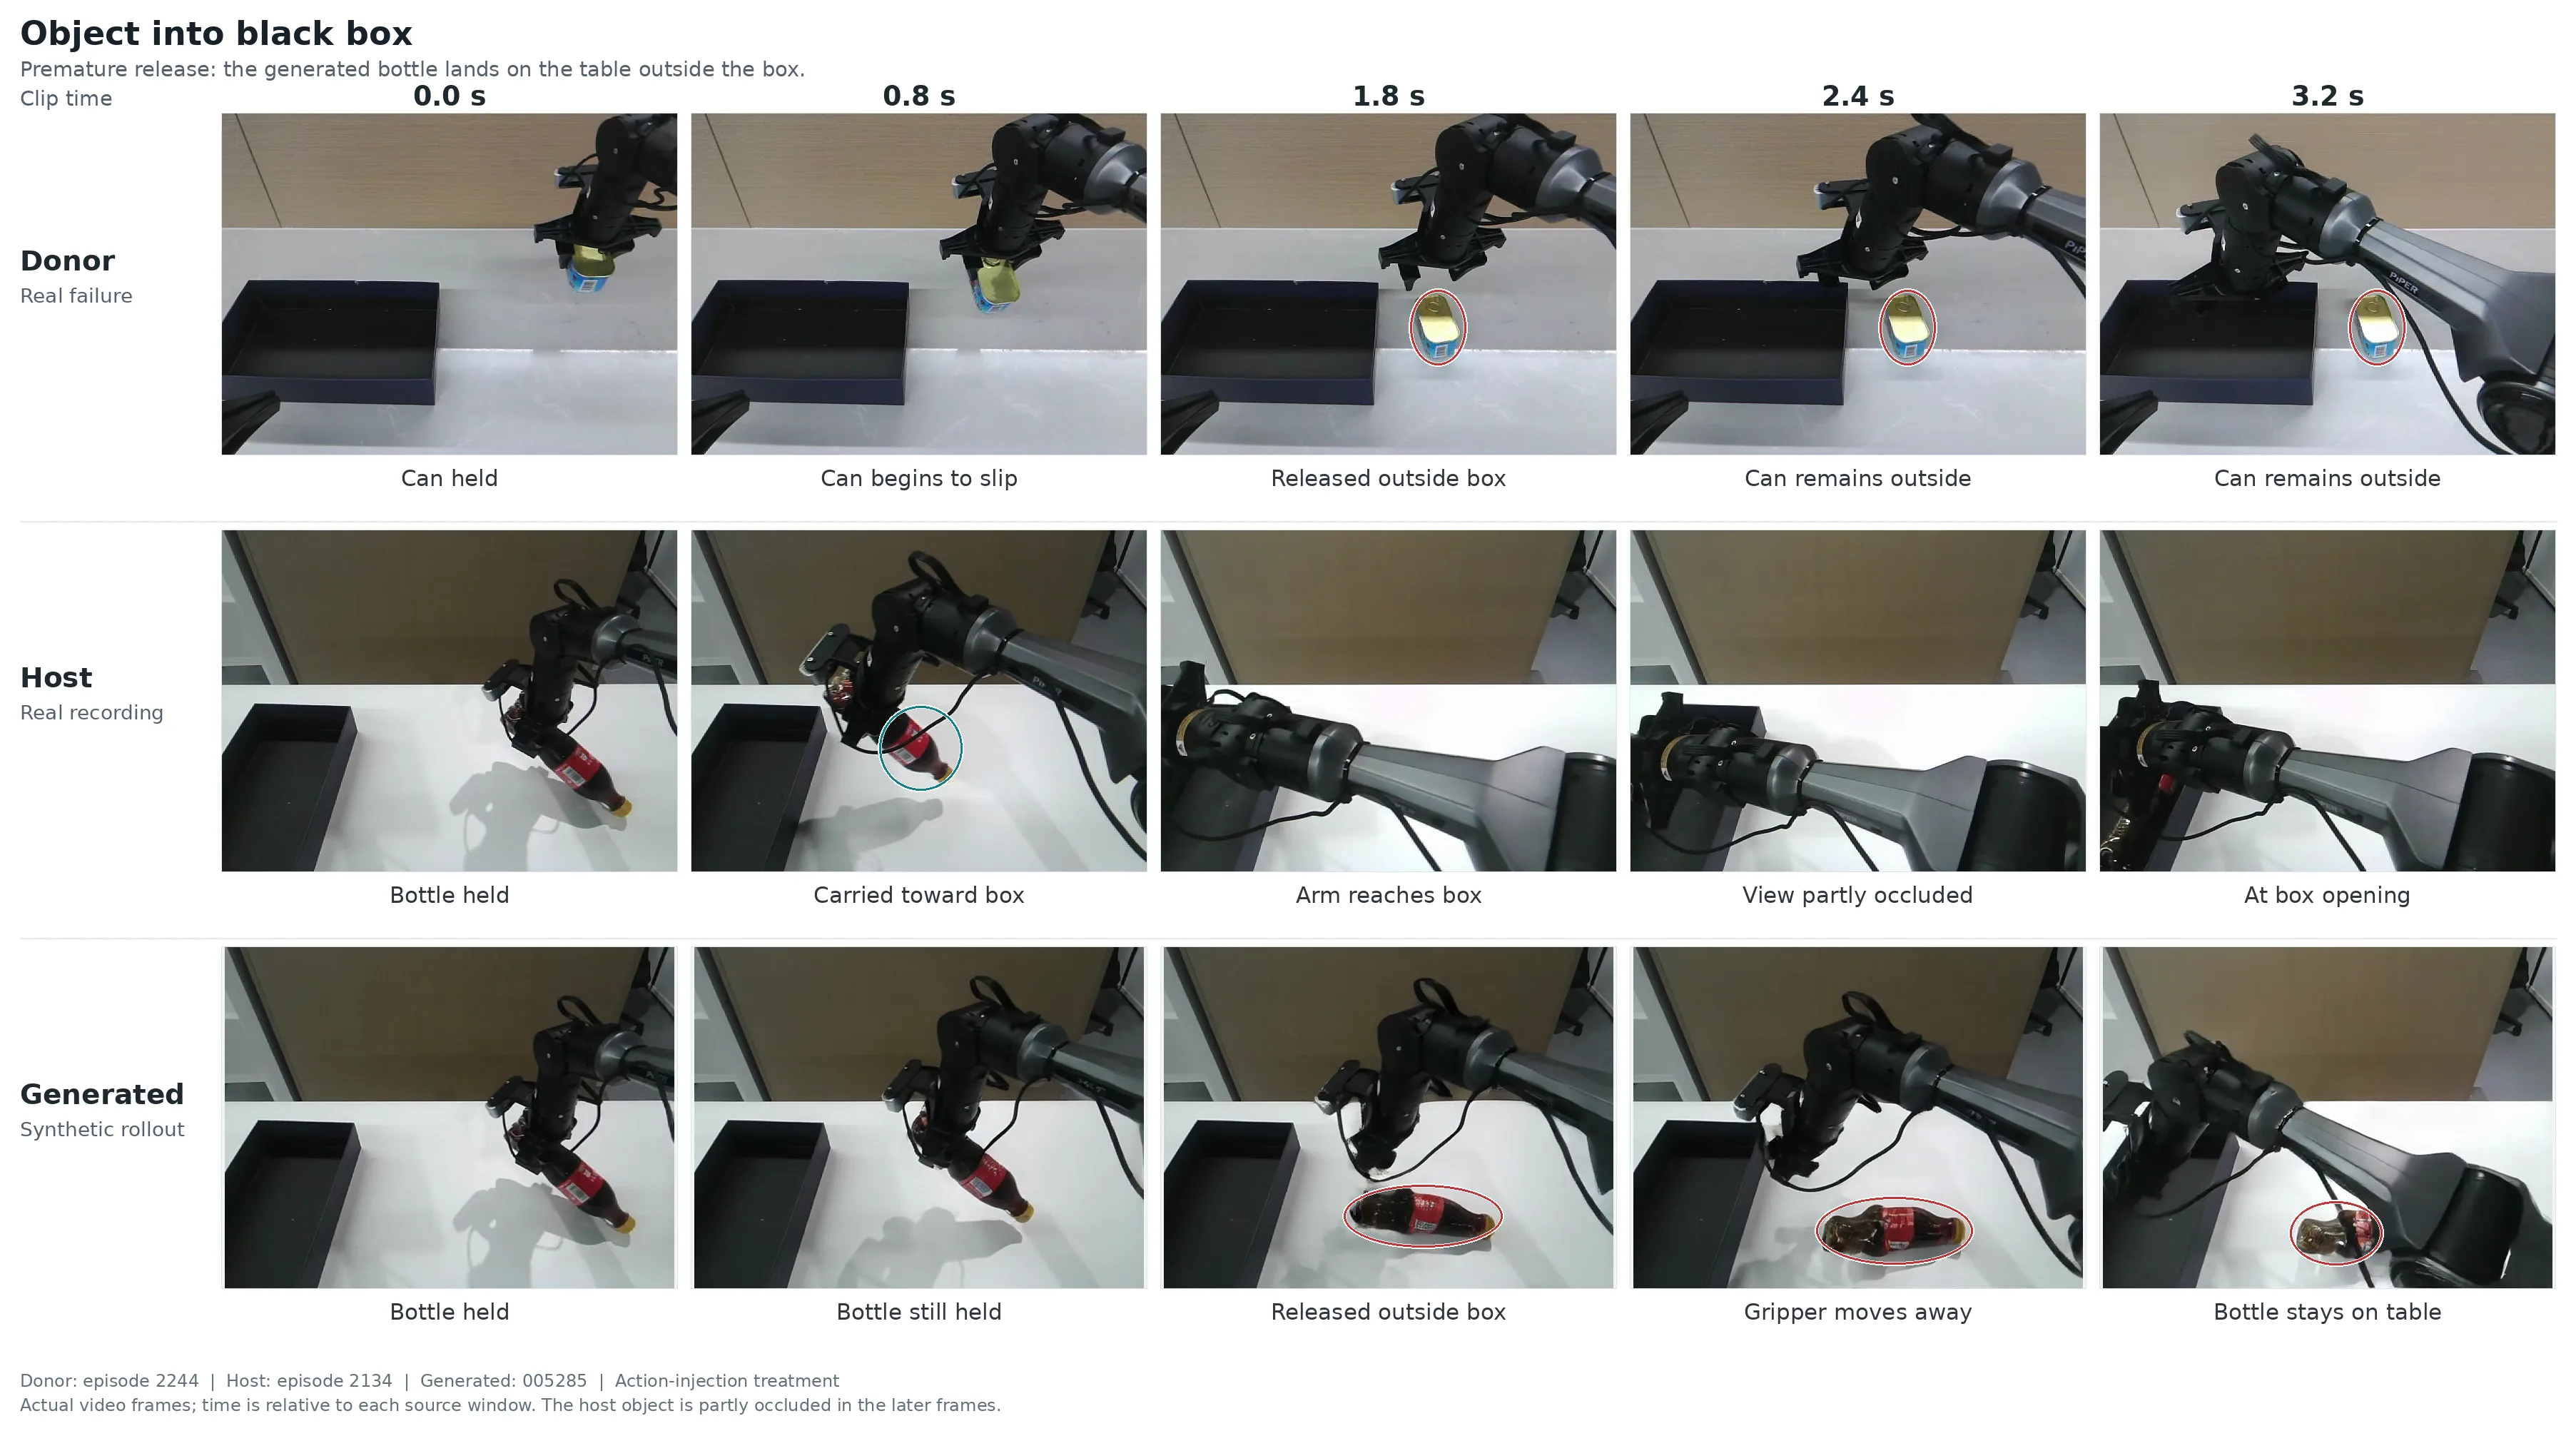 Object into black box
Premature release: the generated bottle lands on the table outside the box.
Clip time 0.0 s 0.8 s 1.8 s 2.4 s 3.2 s
Donor
Real failure
PiPER
Can held Can begins to slip Released outside box Can remains outside Can remains outside
Host
Real recording
Bottle held Carried toward box Arm reaches box View partly occluded At box opening
Generated
Synthetic rollout
Bottle held Bottle still held Released outside box Gripper moves away Bottle stays on table
Donor: episode 2244 | Host: episode 2134 | Generated: 005285 | Action-injection treatment
Actual video frames; time is relative to each source window. The host object is partly occluded in the later frames.